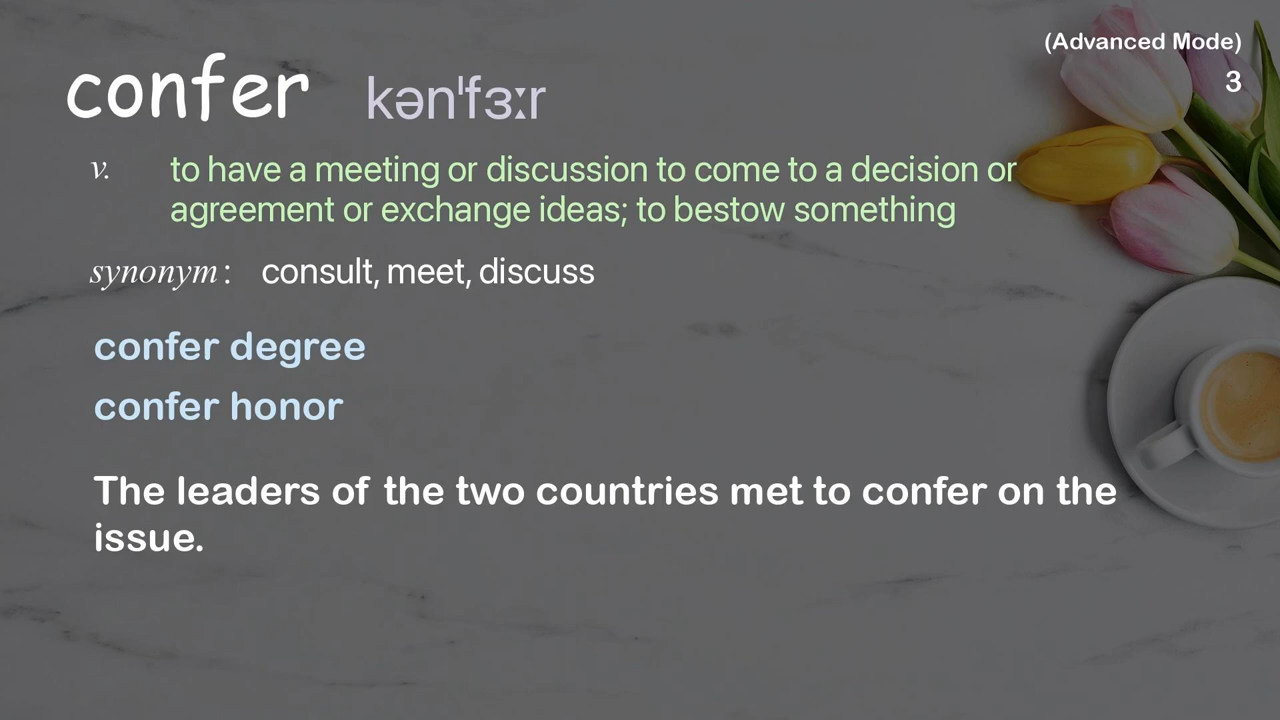 (Advanced Mode)
3
confer kənˈfɜːr
v. to have a meeting or discussion to come to a decision or
agreement or exchange ideas; to bestow something
synonym: consult, meet, discuss
confer degree
confer honor
The leaders of the two countries met to confer on the
issue.